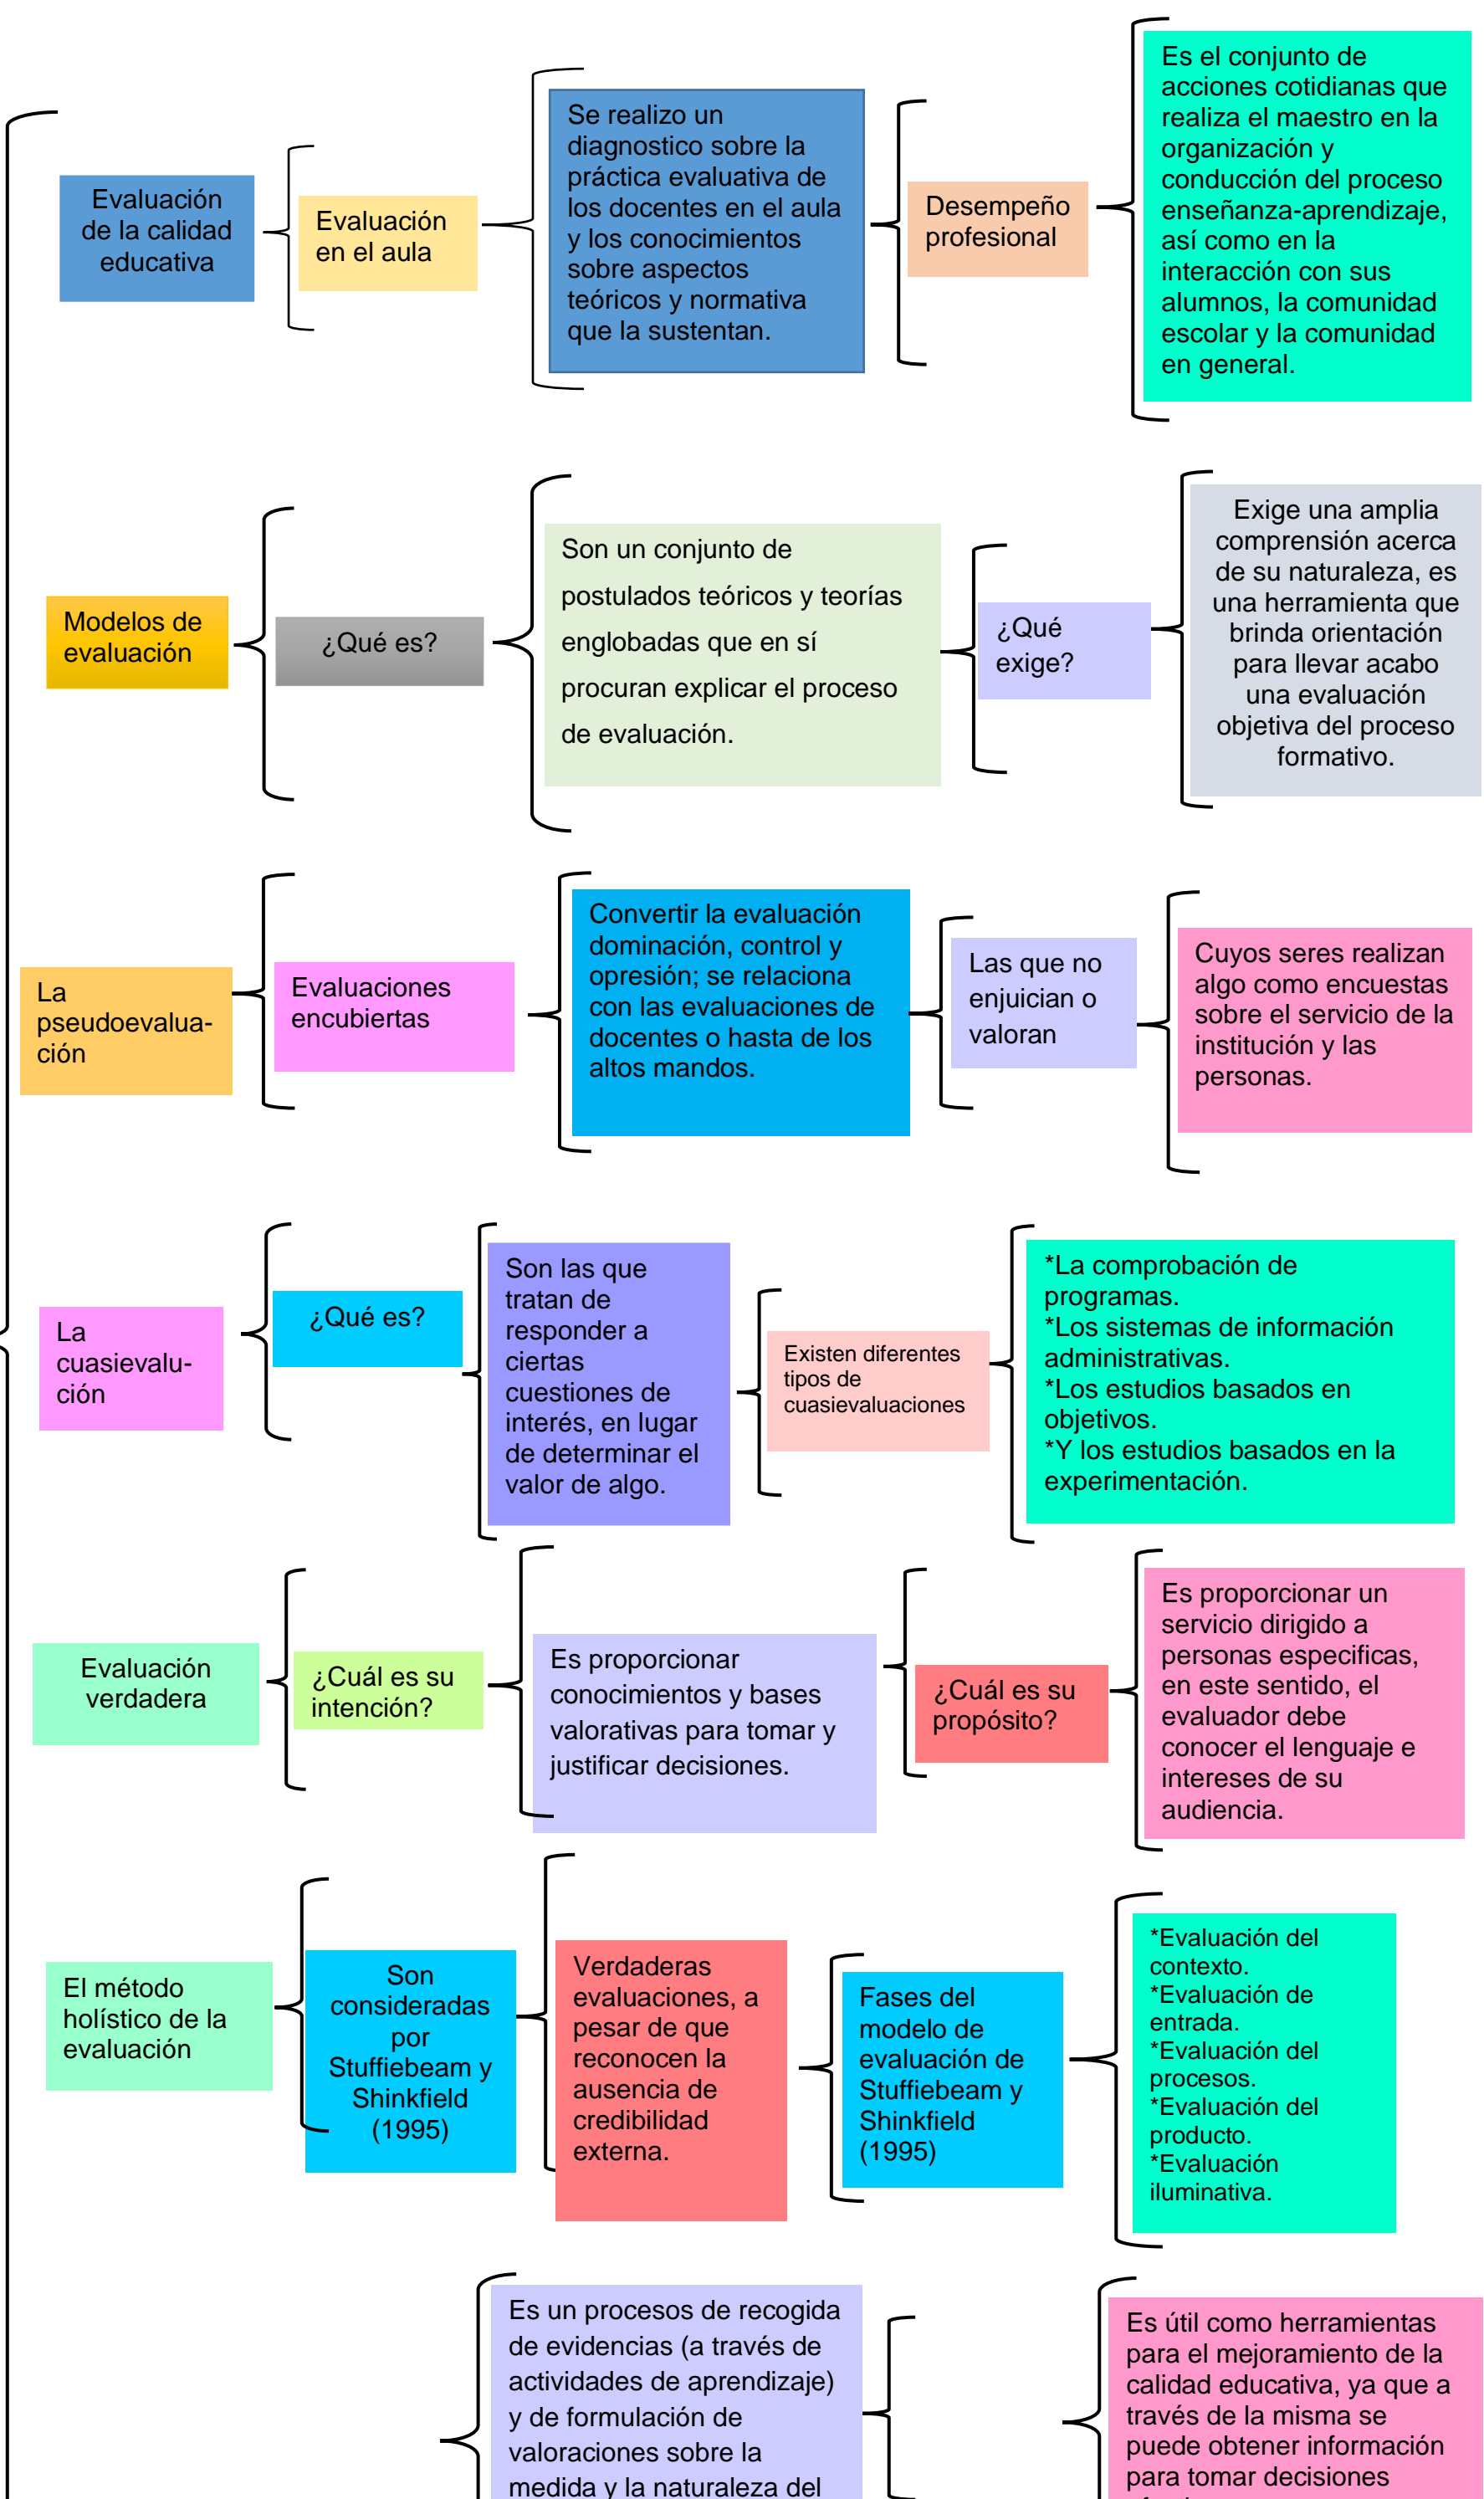 Evaluación
de la calidad
educativa
Evaluación
en el aula
Se realizo un
diagnostico sobre la
práctica evaluativa de
los docentes en el aula
y los conocimientos
sobre aspectos
teóricos y normativa
que la sustentan.
Desempeño
profesional
Es el conjunto de
acciones cotidianas que
realiza el maestro en la
organización y
conducción del proceso
enseñanza-aprendizaje,
así como en la
interacción con sus
alumnos, la comunidad
escolar y la comunidad
en general.
Modelos de
evaluación
¿Qué es?
Son un conjunto de
postulados teóricos y teorías
englobadas que en sí
procuran explicar el proceso
de evaluación.
¿Qué
exige?
Exige una amplia
comprensión acerca
de su naturaleza, es
una herramienta que
brinda orientación
para llevar acabo
una evaluación
objetiva del proceso
formativo.
La
pseudoevalua-
ción
Evaluaciones
encubiertas
Convertir la evaluación
dominación, control y
opresión; se relaciona
con las evaluaciones de
docentes o hasta de los
altos mandos.
Las que no
enjuician o
valoran
Cuyos seres realizan
algo como encuestas
sobre el servicio de la
institución y las
personas.
La
cuasievalu-
ción
¿Qué es?
Son las que
tratan de
responder a
ciertas
cuestiones de
interés, en lugar
de determinar el
valor de algo.
Existen diferentes
tipos de
cuasievaluaciones
*La comprobación de
programas.
*Los sistemas de información
administrativas.
*Los estudios basados en
objetivos.
*Y los estudios basados en la
experimentación.
Evaluación
verdadera
¿Cuál es su
intención?
Es proporcionar
conocimientos y bases
valorativas para tomar y
justificar decisiones.
¿Cuál es su
propósito?
Es proporcionar un
servicio dirigido a
personas especificas,
en este sentido, el
evaluador debe
conocer el lenguaje e
intereses de su
audiencia.
El método
holístico de la
evaluación
Son
consideradas
por
Stuffiebeam y
Shinkfield
(1995)
Verdaderas
evaluaciones, a
pesar de que
reconocen la
ausencia de
credibilidad
externa.
Fases del
modelo de
evaluación de
Stuffiebeam y
Shinkfield
(1995)
*Evaluación del
contexto.
*Evaluación de
entrada.
*Evaluación del
procesos.
*Evaluación del
producto.
*Evaluación
iluminativa.
Es un procesos de recogida
de evidencias (a través de
actividades de aprendizaje)
y de formulación de
valoraciones sobre la
medida y la naturaleza del
Es útil como herramientas
para el mejoramiento de la
calidad educativa, ya que a
través de la misma se
puede obtener información
para tomar decisiones